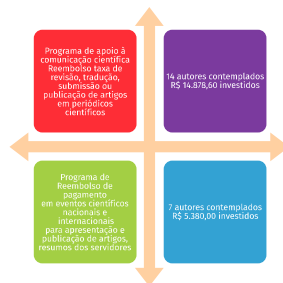 Programa de apoio à
comunicação científica
Reembolso taxa de
revisão, tradução,
submissão ou
publicação de artigos
em periódicos
científicos
14 autores contemplados
R$ 14.878,60 investidos
Programa de
Reembolso de
pagamento
em eventos científicos
nacionais e
internacionais
para apresentação e
publicação de artigos,
resumos dos servidores
7 autores contemplados
R$ 5.380,00 investidos